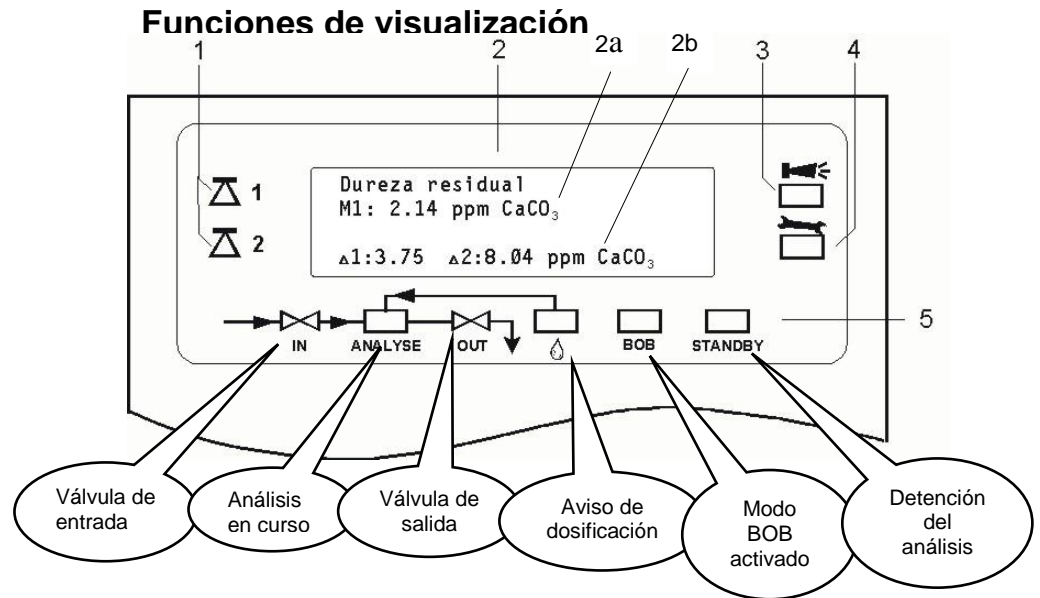 Funciones de visualización
1 2 2a 2b 3 4
Dureza residual
M1: 2.14 ppm CaCO₃
▵1:3.75 ▵2:8.04 ppm CaCO₃
1
2
5
IN ANALYSE OUT BOB STANDBY
Válvula de
entrada
Análisis
en curso
Válvula de
salida
Aviso de
dosificación
Modo
BOB
activado
Detención
del
análisis